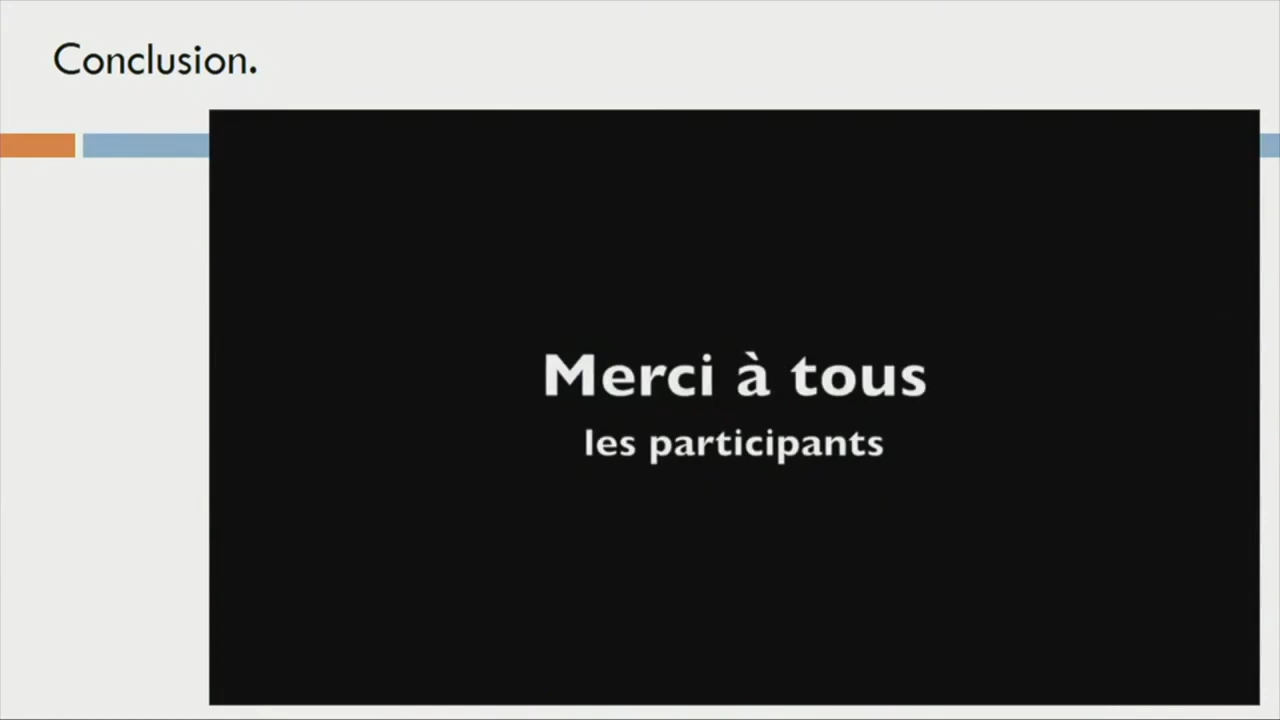 Conclusion.
Merci à tous
les participants